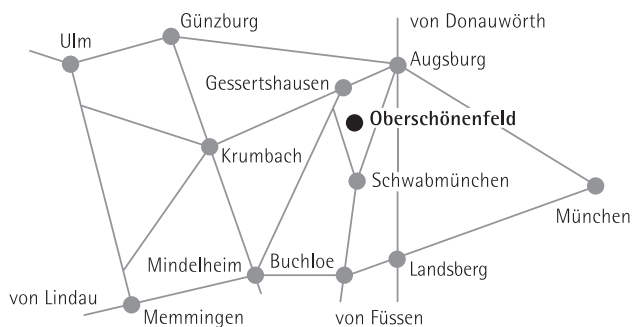 Günzburg
von Donauwörth
Ulm
Augsburg
Gessertshausen
Oberschönenfeld
Krumbach
Schwabmünchen
München
Mindelheim
Buchloe
Landsberg
von Lindau
Memmingen
von Füssen